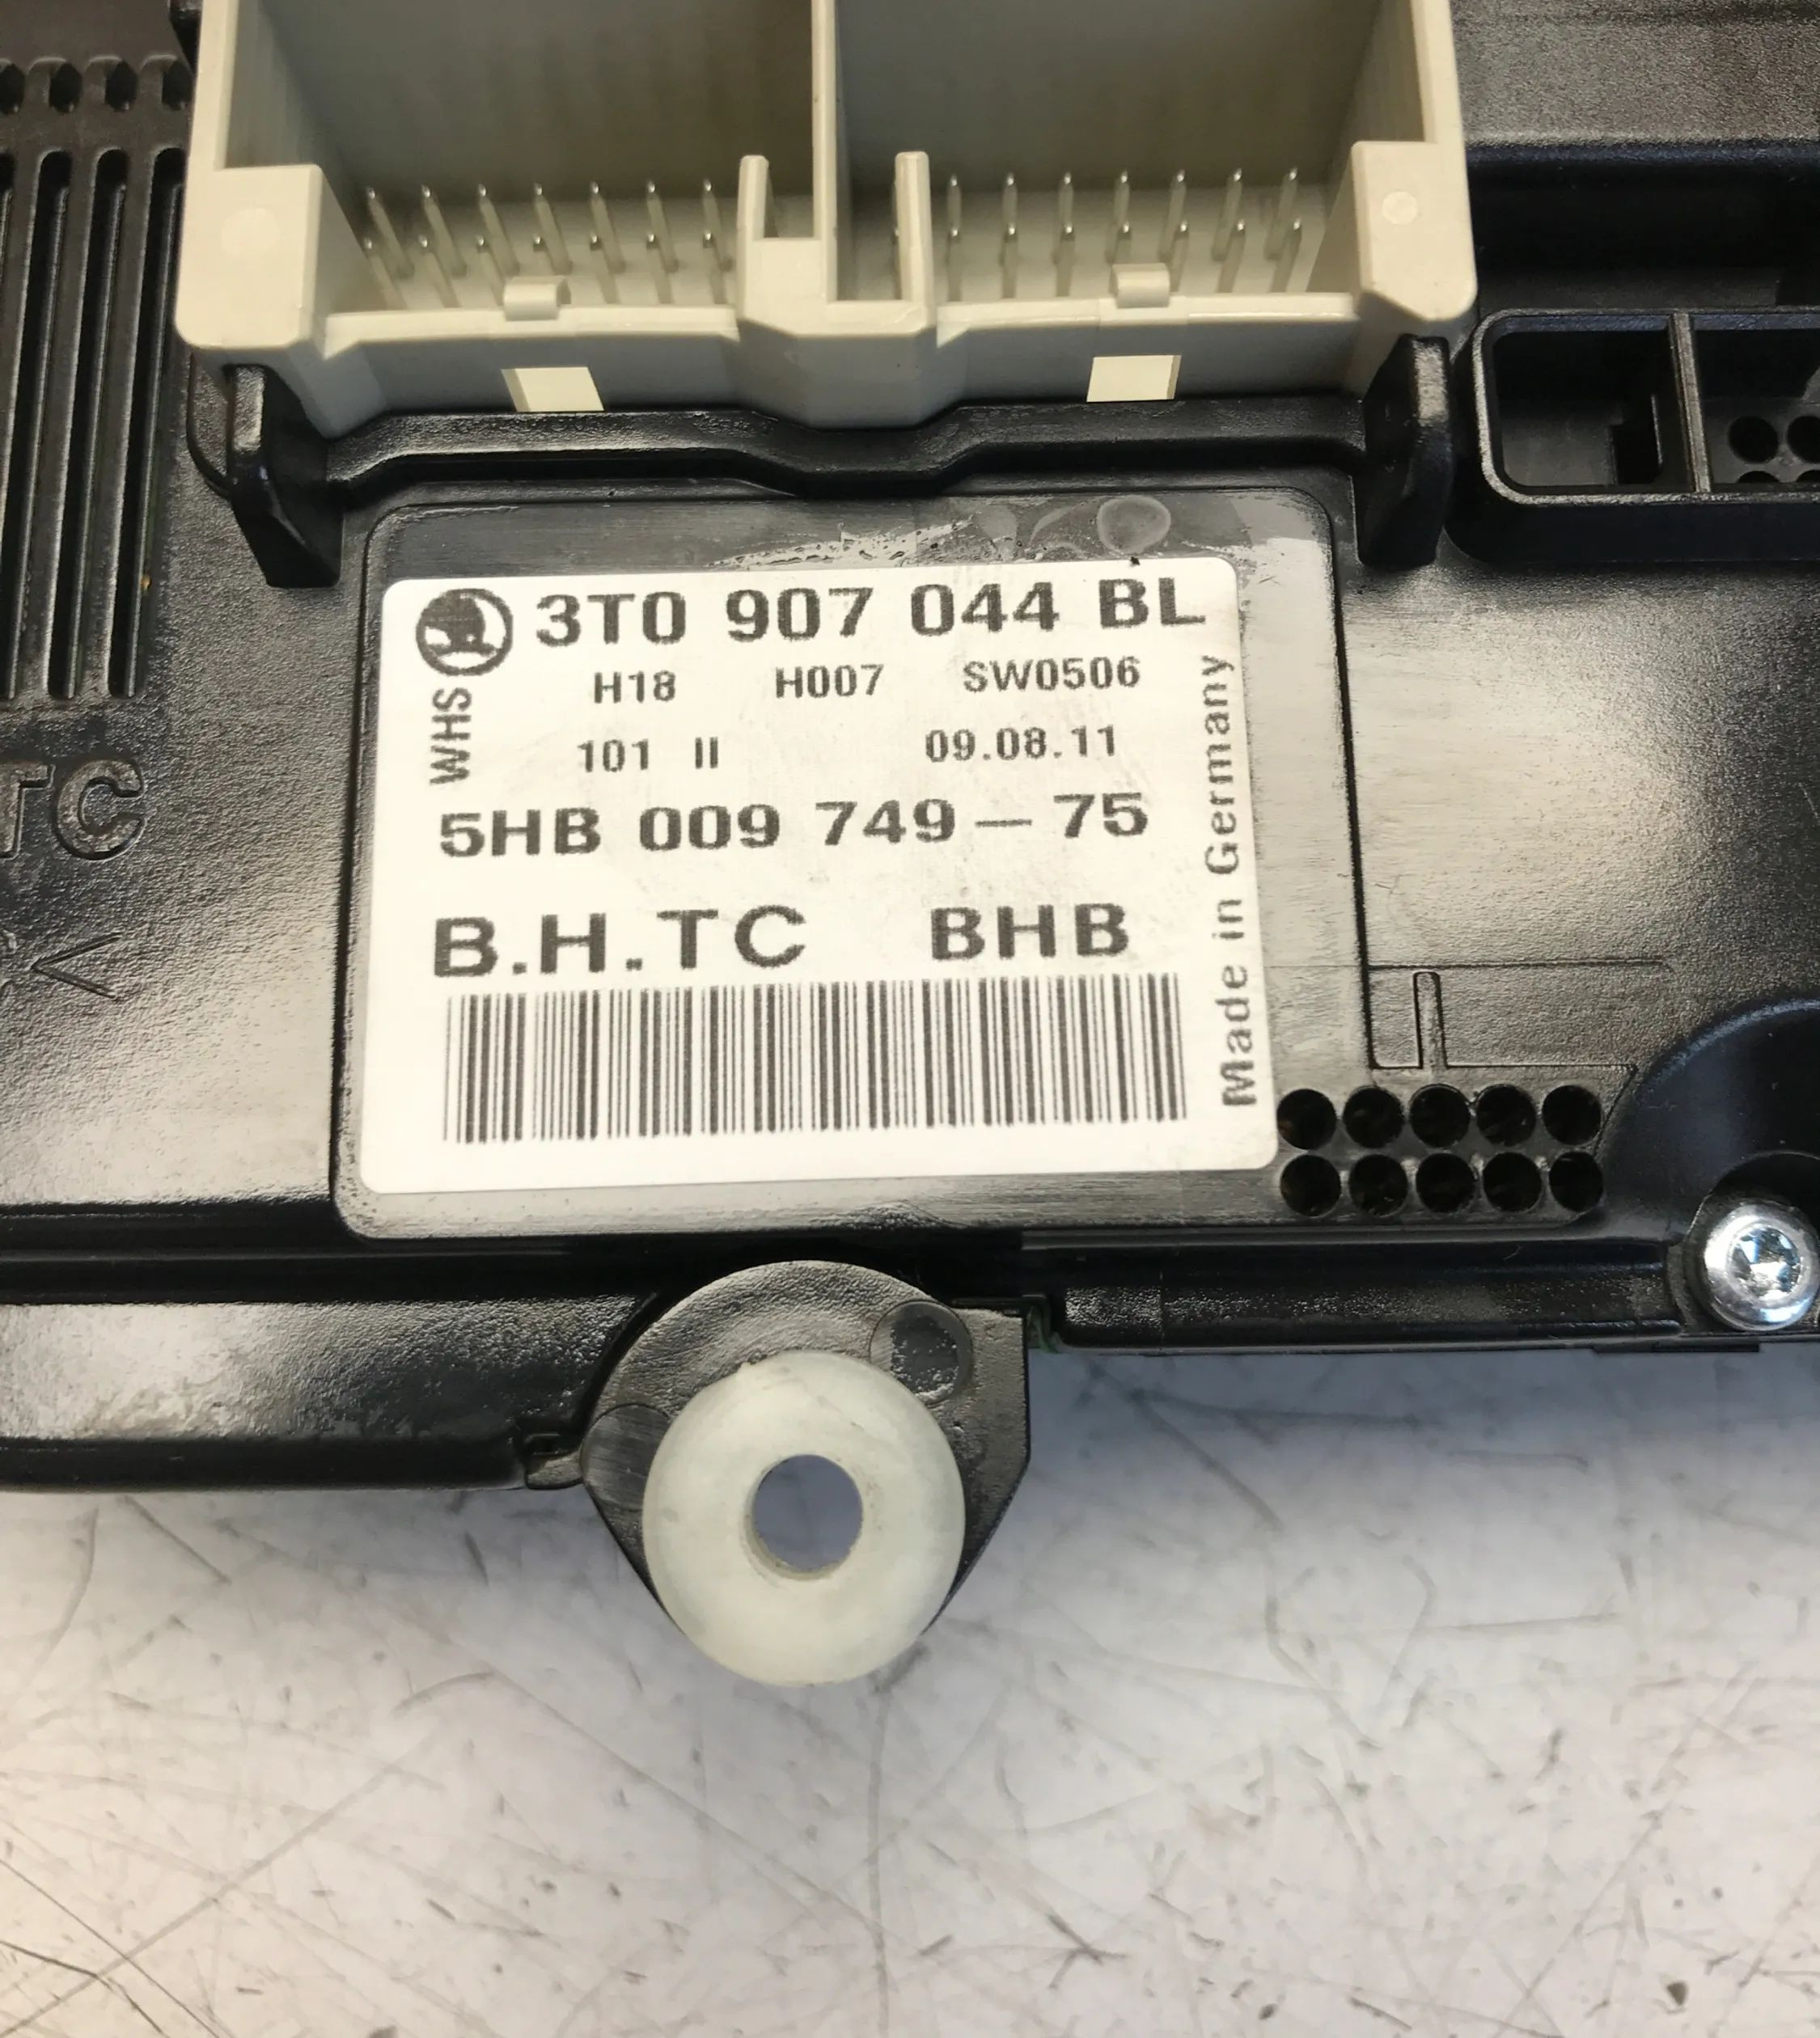 3T0 907 044 BL
H18 H007 SW0506
WHS
101 II 09.08.11
5HB 009 749-75
B.H.TC BHB
Made in Germany
TC
<